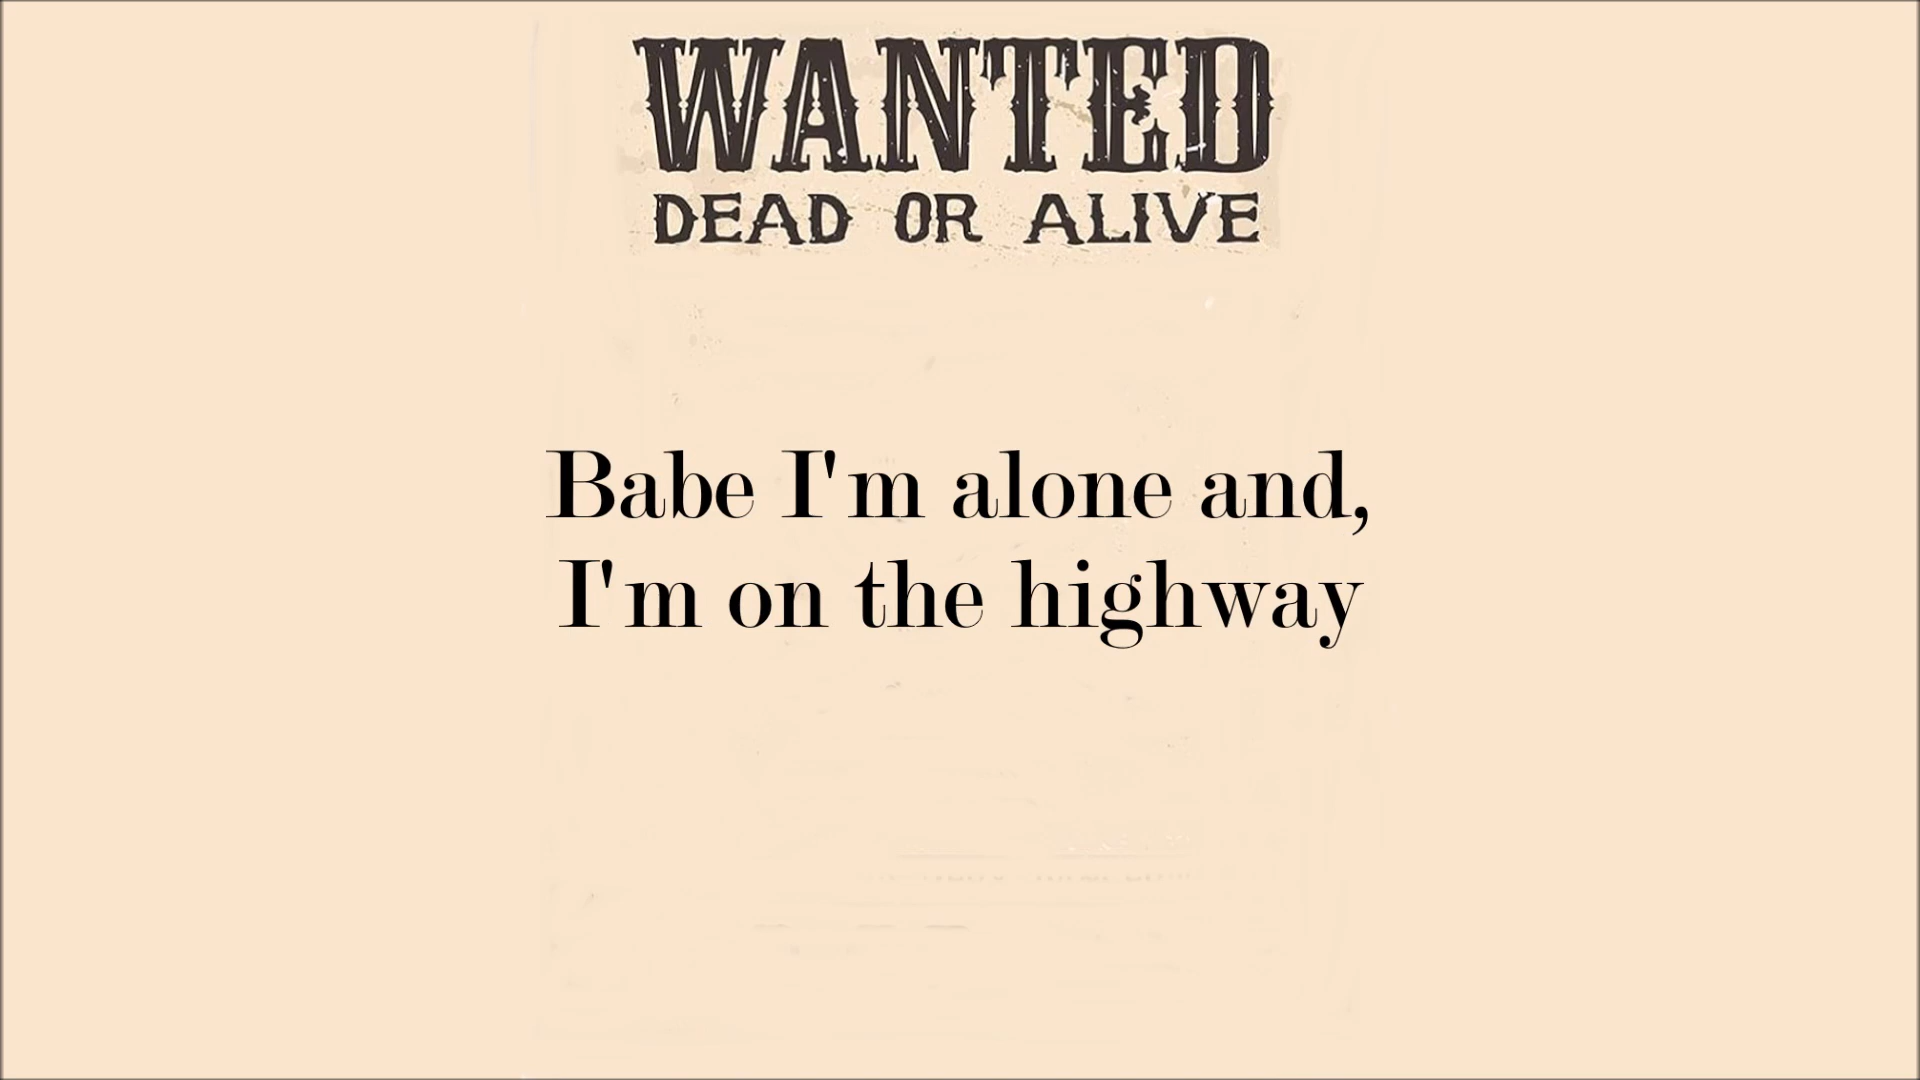 WANTED
DEAD OR ALIVE
Babe I'm alone and,
I'm on the highway